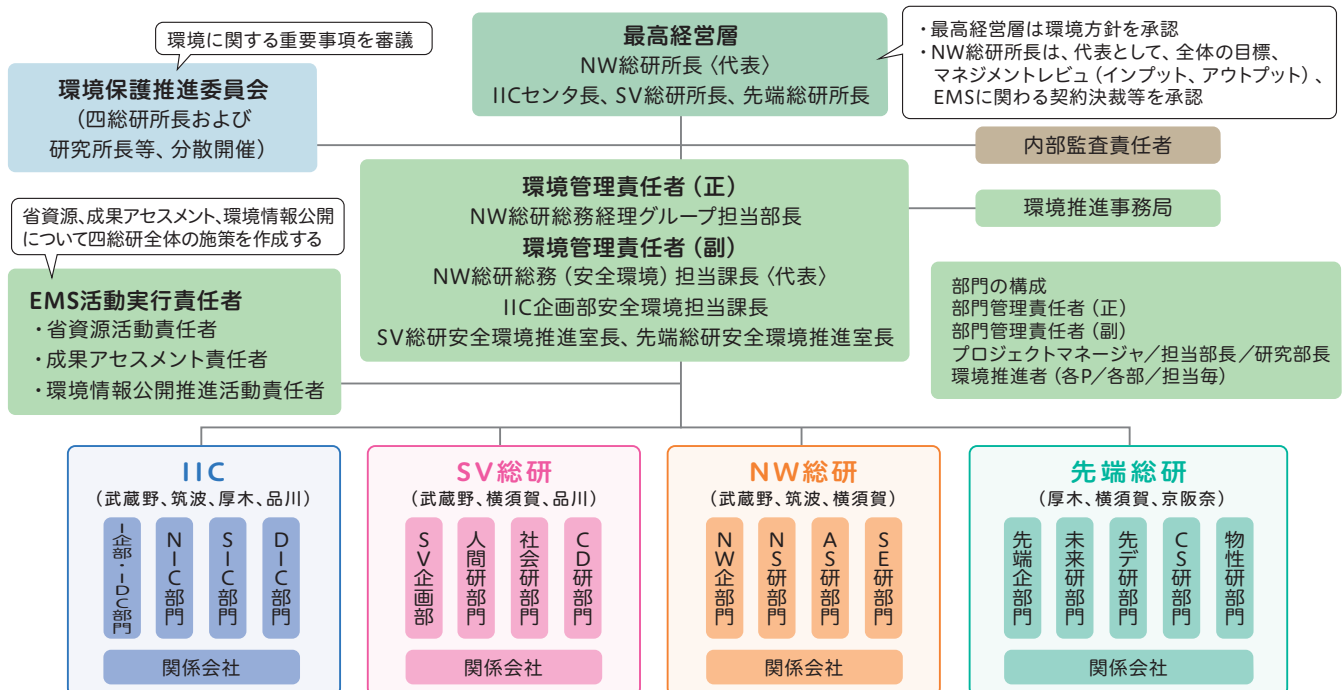 環境に関する重要事項を審議
環境保護推進委員会
(四総研所長および
研究所長等、分散開催)
最高経営層
NW総研所長〈代表〉
IICセンタ長、SV総研所長、先端総研所長
・最高経営層は環境方針を承認
・NW総研所長は、代表として、全体の目標、
マネジメントレビュ(インプット、アウトプット)、
EMSに関わる契約決裁等を承認
内部監査責任者
環境管理責任者(正)
NW総研総務経理グループ担当部長
環境管理責任者(副)
NW総研総務(安全環境)担当課長〈代表〉
IIC企画部安全環境担当課長
SV総研安全環境推進室長、先端総研安全環境推進室長
環境推進事務局
省資源、成果アセスメント、環境情報公開
について四総研全体の施策を作成する
EMS活動実行責任者
・省資源活動責任者
・成果アセスメント責任者
・環境情報公開推進活動責任者
部門の構成
部門管理責任者(正)
部門管理責任者(副)
プロジェクトマネージャ/担当部長/研究部長
環境推進者(各P/各部/担当毎)
IIC
(武蔵野、筑波、厚木、品川)
I企部・IDC部門
NIC部門
SIC部門
DIC部門
関係会社
SV総研
(武蔵野、横須賀、品川)
SV企画部
人間研部門
社会研部門
CD研部門
関係会社
NW総研
(武蔵野、筑波、横須賀)
NW企部門
NS研部門
AS研部門
SE研部門
関係会社
先端総研
(厚木、横須賀、京阪奈)
先端企部門
未来研部門
先デ研部門
CS研部門
物性研部門
関係会社